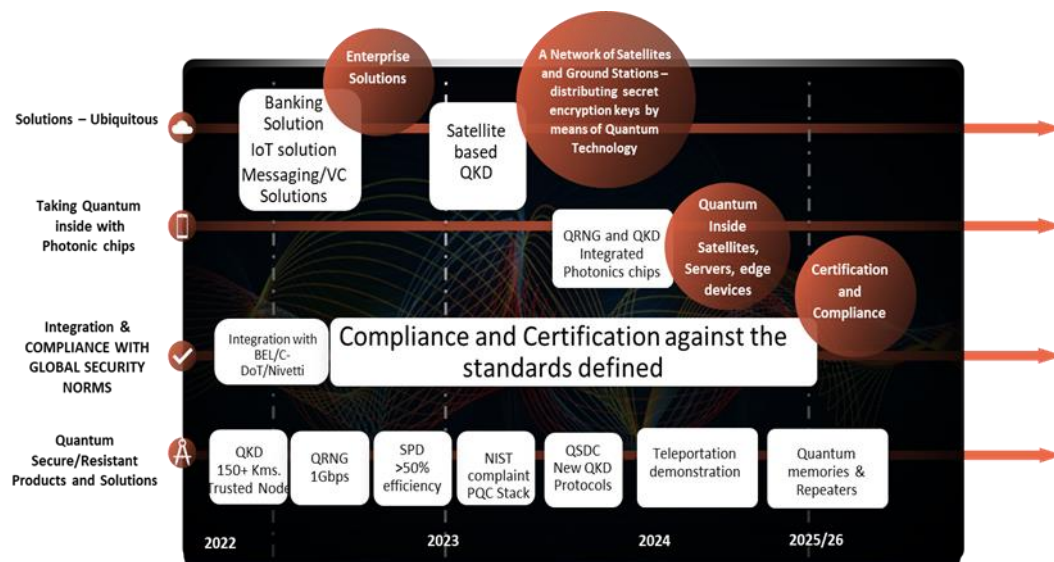 Enterprise
Solutions
A Network of Satellites
and Ground Stations –
distributing secret
encryption keys by
means of Quantum
Technology
Solutions – Ubiquitous
Banking
Solution
IoT solution
Messaging/VC
Solutions
Satellite
based
QKD
Taking Quantum
inside with
Photonic chips
QRNG and QKD
Integrated
Photonics chips
Quantum
Inside
Satellites,
Servers, edge
devices
Certification
and
Compliance
Integration &
COMPLIANCE WITH
GLOBAL SECURITY
NORMS
Integration with
BEL/C-
DoT/Nivetti
Compliance and Certification against the
standards defined
Quantum
Secure/Resistant
Products and Solutions
QKD
150+ Kms.
Trusted Node
QRNG
1Gbps
SPD
>50%
efficiency
NIST
complaint
PQC Stack
QSDC
New QKD
Protocols
Teleportation
demonstration
Quantum
memories &
Repeaters
2022
2023
2024
2025/26